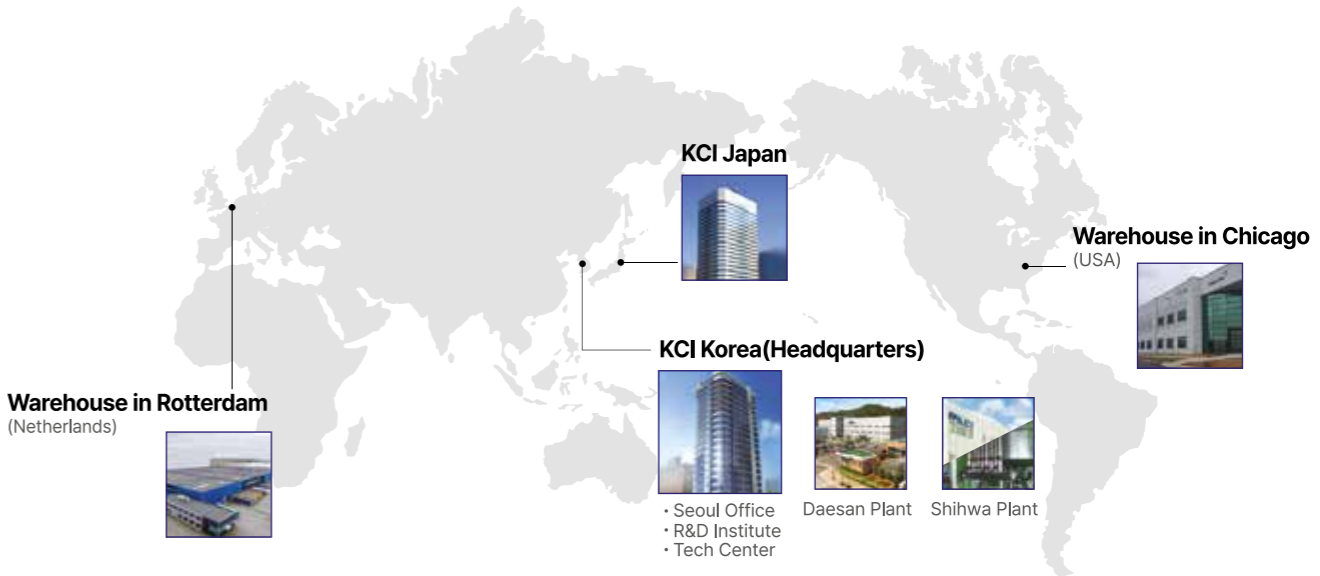 KCI Japan
Warehouse in Chicago
(USA)
KCI Korea(Headquarters)
Warehouse in Rotterdam
(Netherlands)
· Seoul Office
· R&D Institute
· Tech Center
Daesan Plant
Shihwa Plant